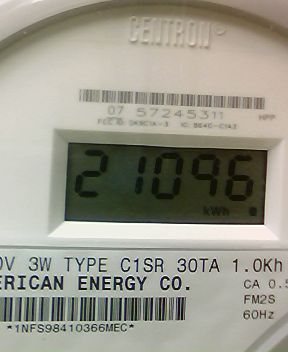 CENTRON
07 57245311 HPP
21096
kWh
0V 3W TYPE C1SR 30TA 1.0Kh
ERICAN ENERGY CO.
CA 0.5
FM2S
60Hz
*1NFS98410366MEC*